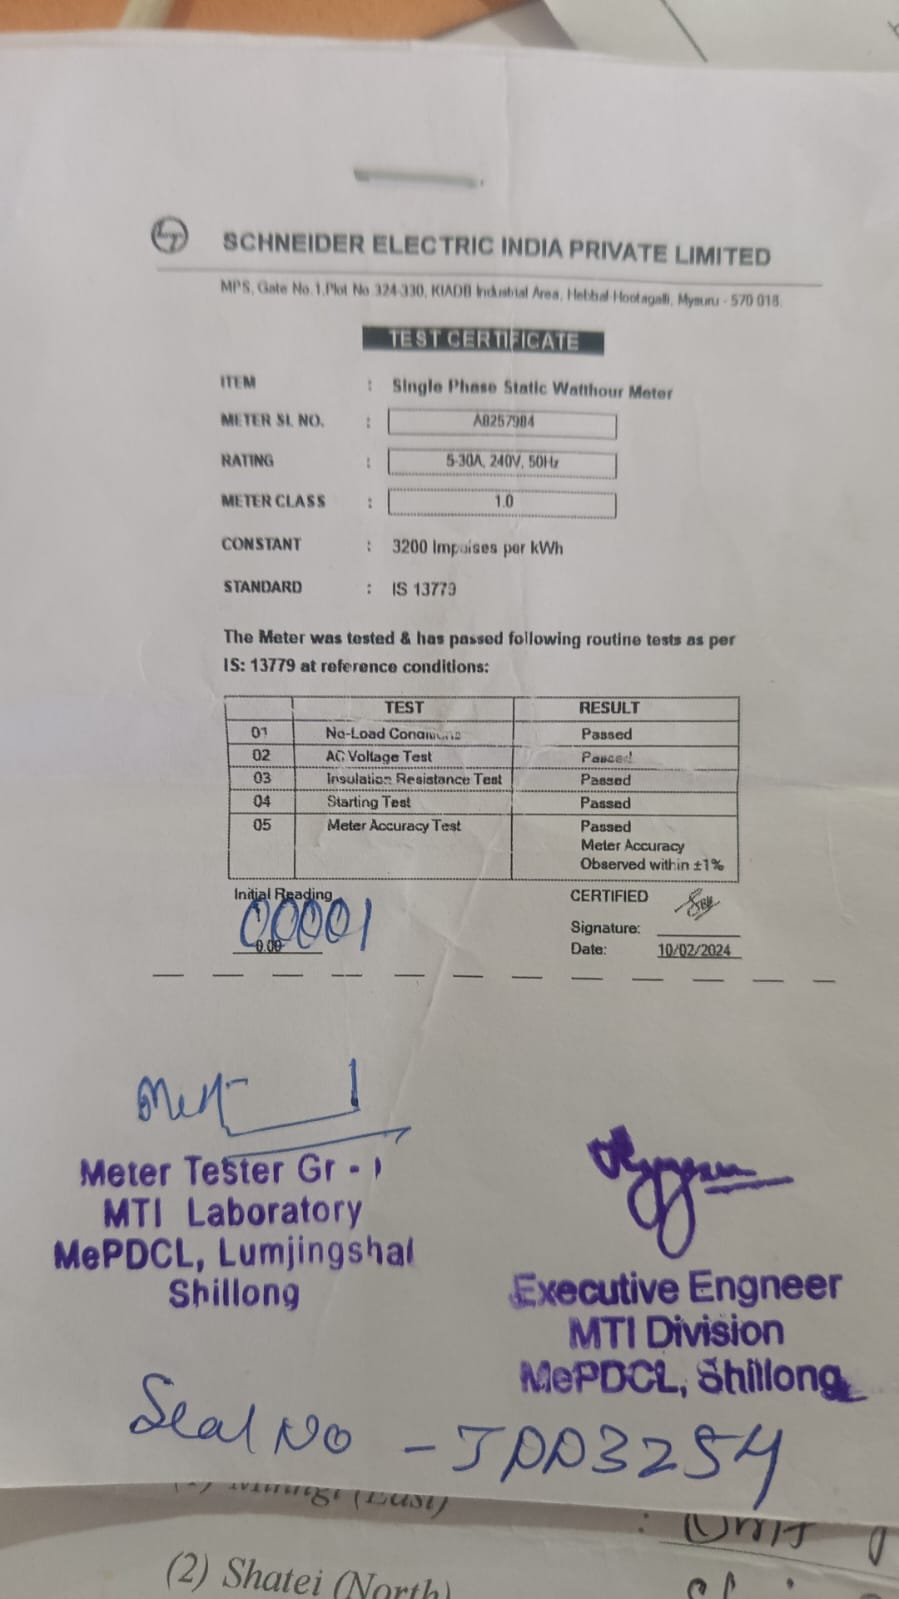 SCHNEIDER ELECTRIC INDIA PRIVATE LIMITED
MPS, Gate No.1,Plot No 324-330, KIADB Industrial Area, Hebbal Hootagalli, Mysuru - 570 018.
TEST CERTIFICATE
ITEM : Single Phase Static Watthour Meter
METER SL NO. : A8257984
RATING : 5-30A, 240V, 50Hz
METER CLASS : 1.0
CONSTANT : 3200 Impulses per kWh
STANDARD : IS 13779
The Meter was tested & has passed following routine tests as per
IS: 13779 at reference conditions:
TEST RESULT
01 No-Load Conditions Passed
02 AC Voltage Test Passed
03 Insulation Resistance Test Passed
04 Starting Test Passed
05 Meter Accuracy Test Passed
Meter Accuracy
Observed within ±1%
Initial Reading
00001
0.00
CERTIFIED
Signature:
Date: 10/02/2024
Meter Tester Gr - I
MTI Laboratory
MePDCL, Lumjingshai
Shillong
Executive Engneer
MTI Division
MePDCL, Shillong
Seal No - JDD3254
(2) Shatei (North)